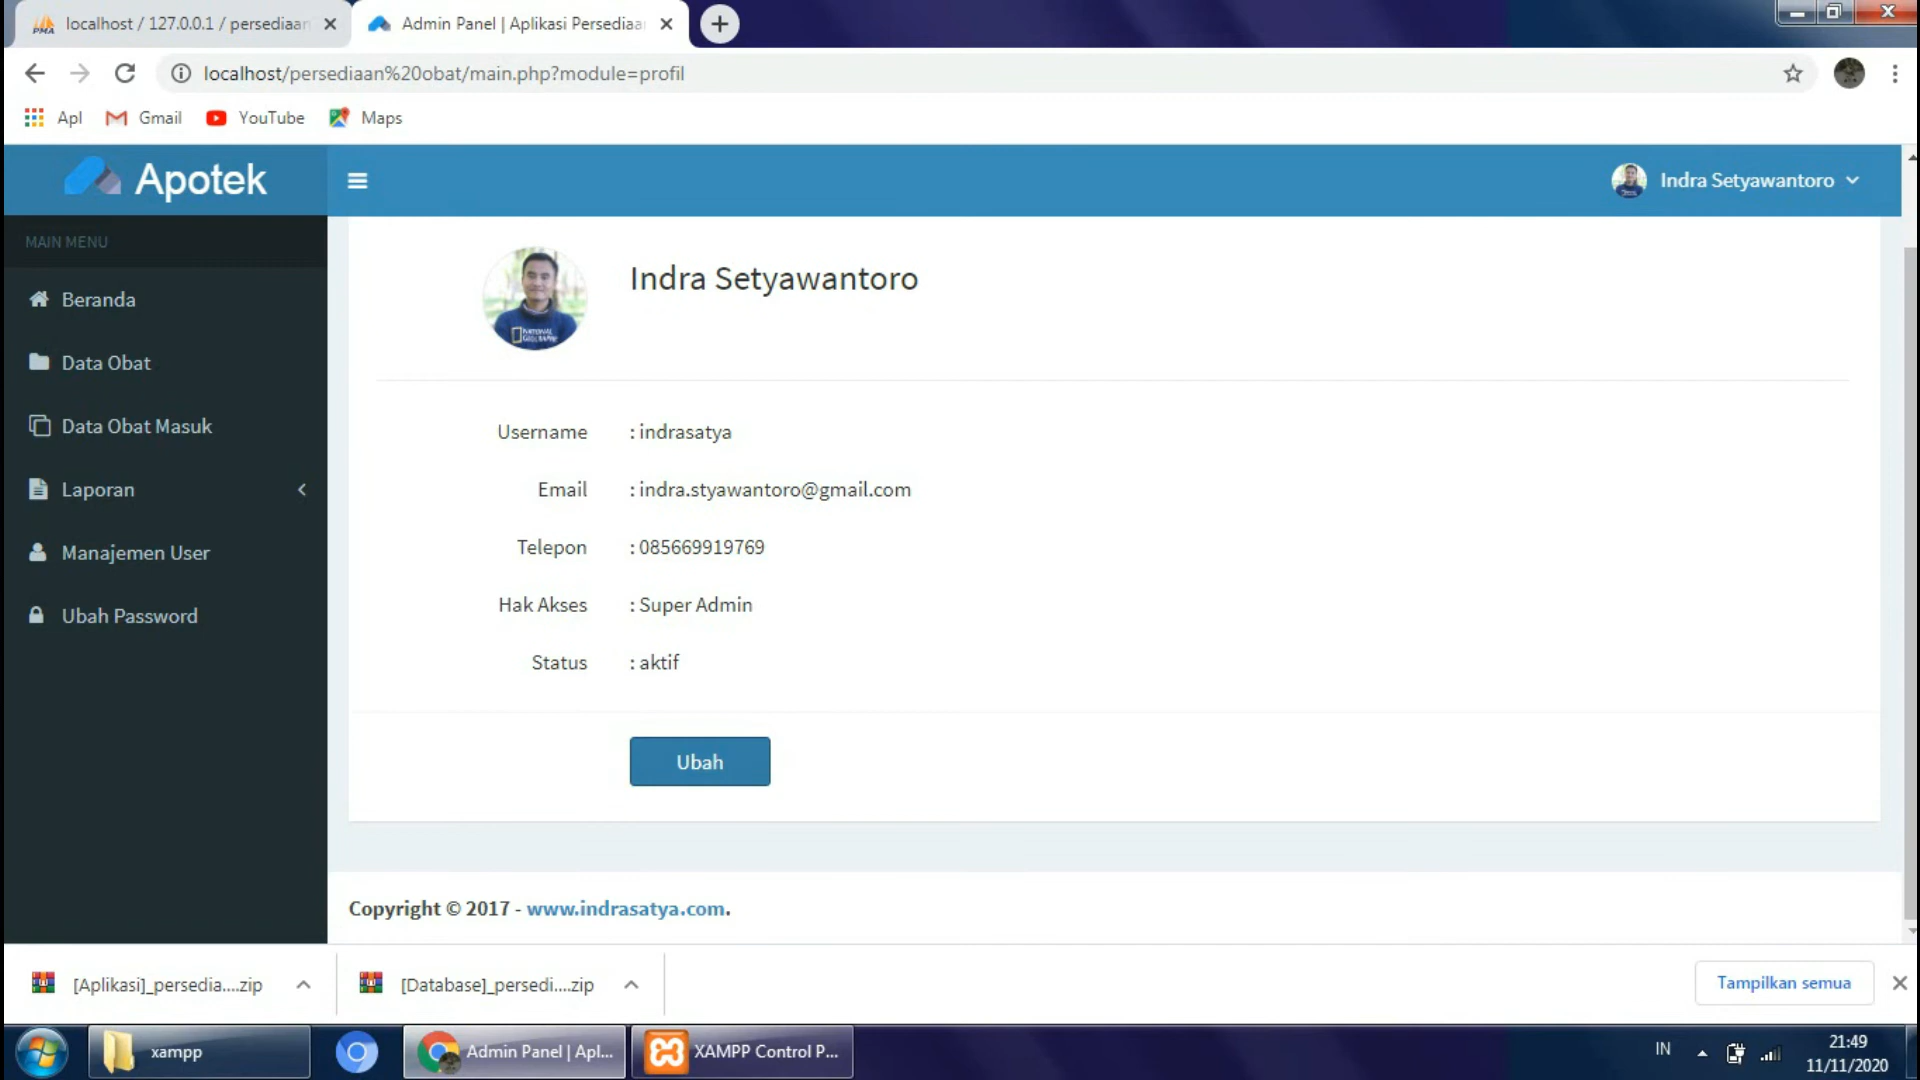 localhost / 127.0.0.1 / persediaan
Admin Panel | Aplikasi Persediaa
localhost/persediaan%20obat/main.php?module=profil
Apl Gmail YouTube Maps
Apotek
Indra Setyawantoro
MAIN MENU
Beranda
Data Obat
Data Obat Masuk
Laporan
Manajemen User
Ubah Password
Indra Setyawantoro
NATIONAL
GEOGRAPHIC
Username : indrasatya
Email : indra.styawantoro@gmail.com
Telepon : 085669919769
Hak Akses : Super Admin
Status : aktif
Ubah
Copyright © 2017 - www.indrasatya.com.
[Aplikasi]_persedia....zip
[Database]_persedi....zip
Tampilkan semua
xampp
Admin Panel | Apl...
XAMPP Control P...
IN
21:49
11/11/2020